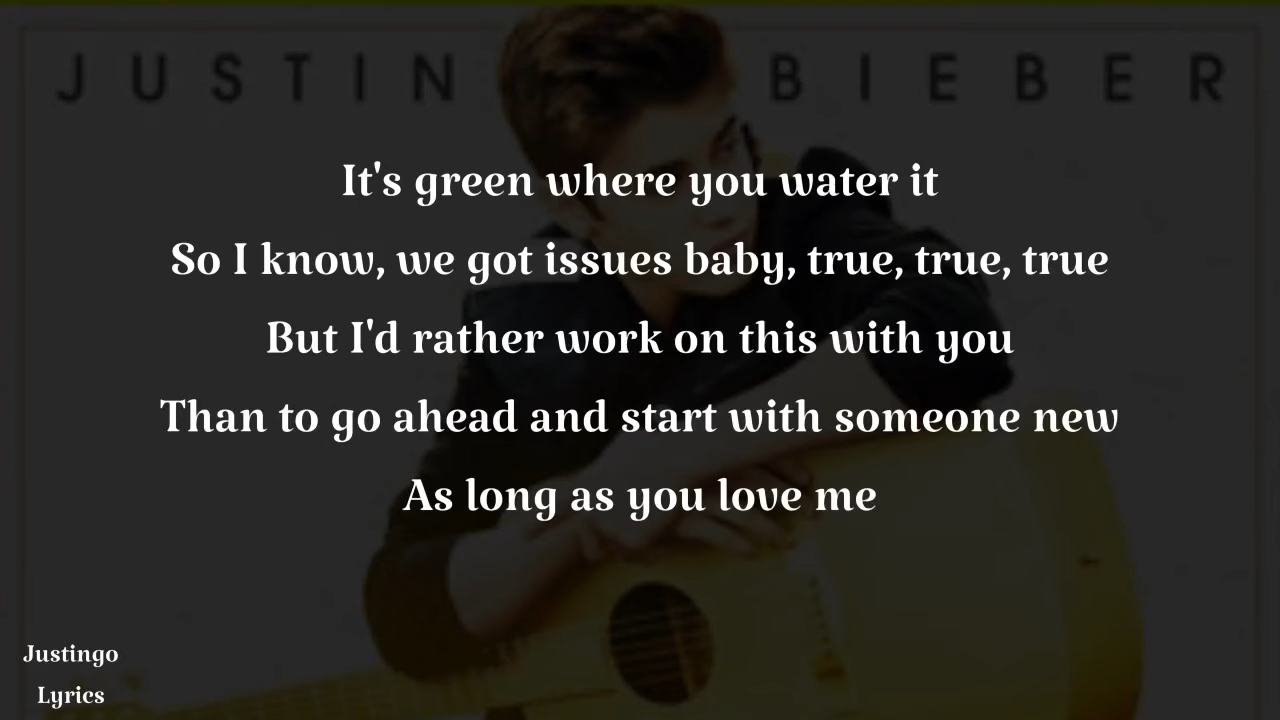 JUSTIN BIEBER
It's green where you water it
So I know, we got issues baby, true, true, true
But I'd rather work on this with you
Than to go ahead and start with someone new
As long as you love me
Justingo
Lyrics